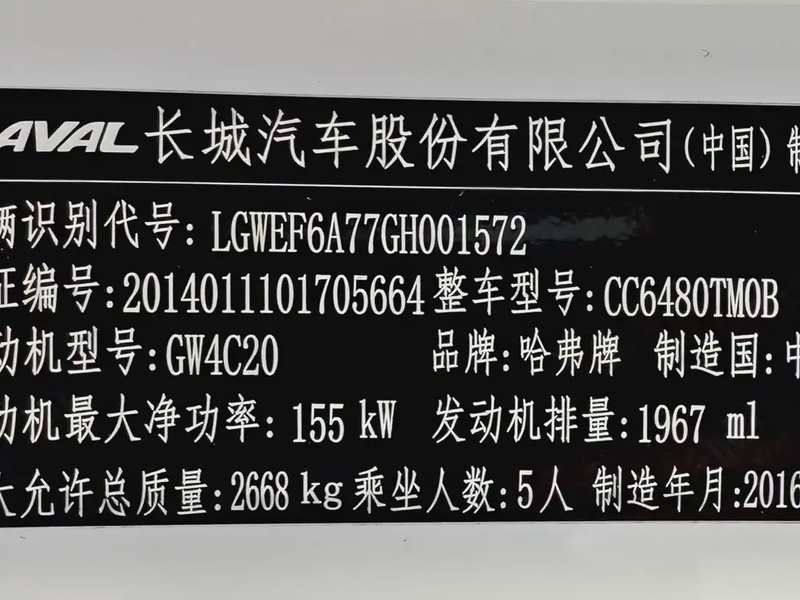 AVAL 长城汽车股份有限公司(中国)制
辆识别代号: LGWEF6A77GH001572
证编号:2014011101705664 整车型号:CC6480TM0B
动机型号:GW4C20 品牌:哈弗牌 制造国:中
动机最大净功率: 155 kW 发动机排量:1967 ml
大允许总质量:2668 kg 乘坐人数:5人 制造年月:2016